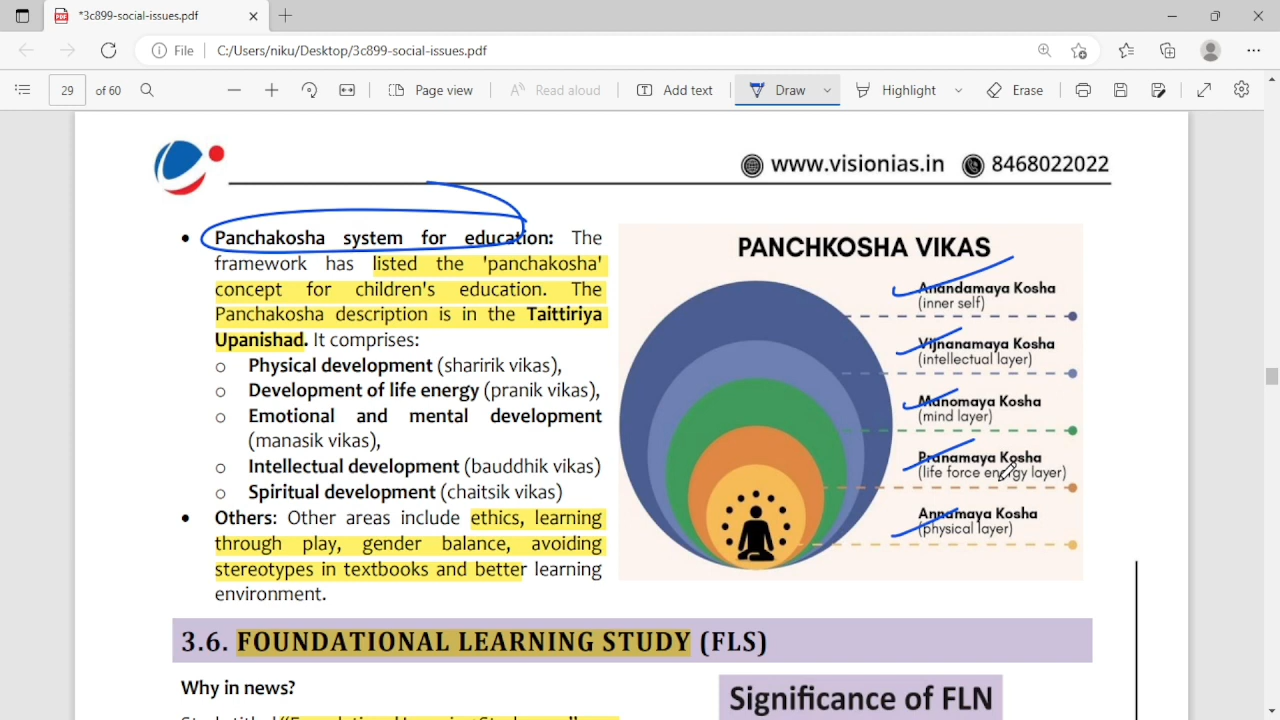 *3c899-social-issues.pdf
File
C:/Users/niku/Desktop/3c899-social-issues.pdf
29
of 60
Page view
Read aloud
Add text
Draw
Highlight
Erase
www.visionias.in
8468022022
Panchakosha system for education: The
framework has listed the 'panchakosha'
concept for children's education. The
Panchakosha description is in the Taittiriya
Upanishad. It comprises:
Physical development (sharirik vikas),
Development of life energy (pranik vikas),
Emotional and mental development
(manasik vikas),
Intellectual development (bauddhik vikas)
Spiritual development (chaitsik vikas)
Others: Other areas include ethics, learning
through play, gender balance, avoiding
stereotypes in textbooks and better learning
environment.
PANCHKOSHA VIKAS
Anandamaya Kosha
(inner self)
Vijnanamaya Kosha
(intellectual layer)
Manomaya Kosha
(mind layer)
Pranamaya Kosha
(life force energy layer)
Annamaya Kosha
(physical layer)
3.6. FOUNDATIONAL LEARNING STUDY (FLS)
Why in news?
Significance of FLN